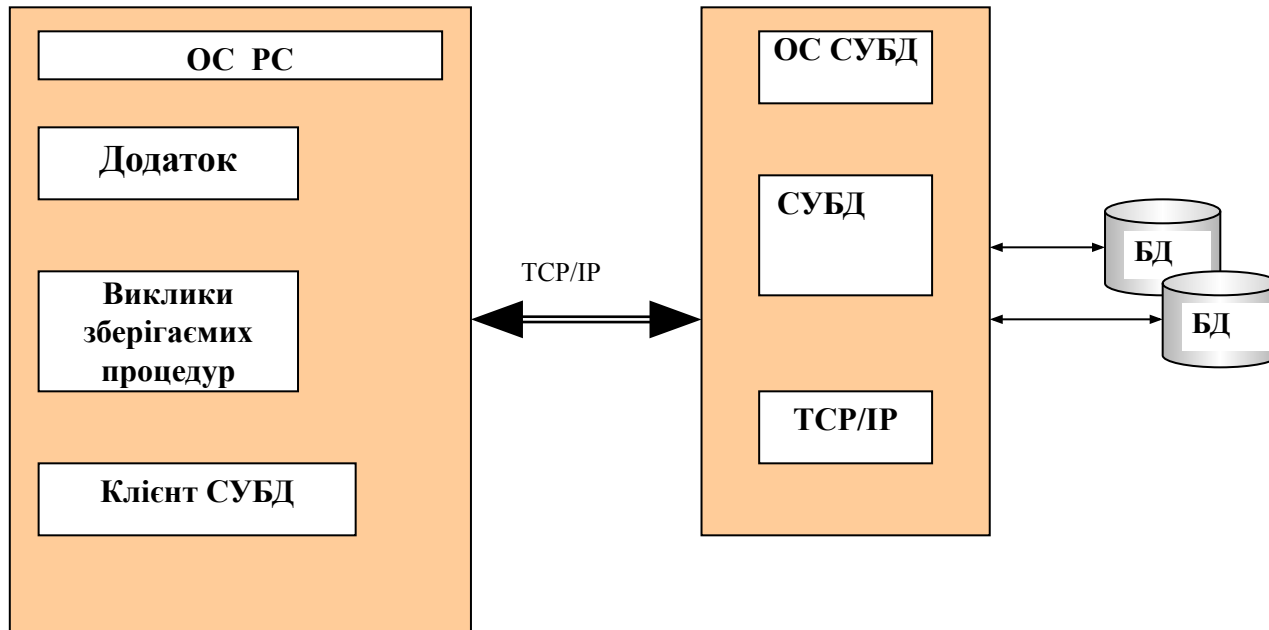 ОС РС
Додаток
Виклики
зберігаємих
процедур
Клієнт СУБД
TCP/IP
ОС СУБД
СУБД
TCP/IP
БД
БД